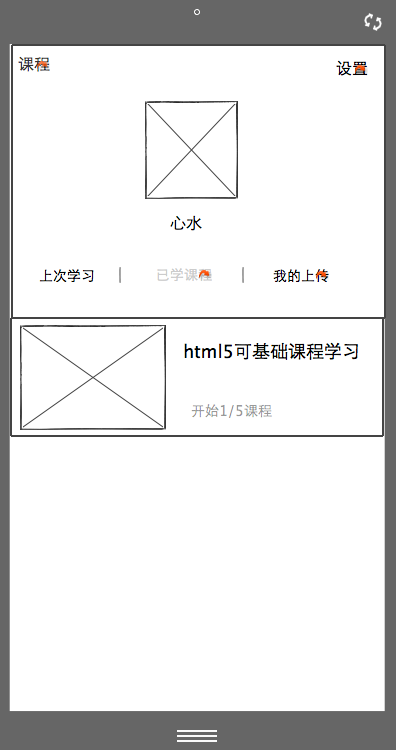 课程
设置
心水
上次学习 | 已学课程 | 我的上传
html5可基础课程学习
开始1/5课程